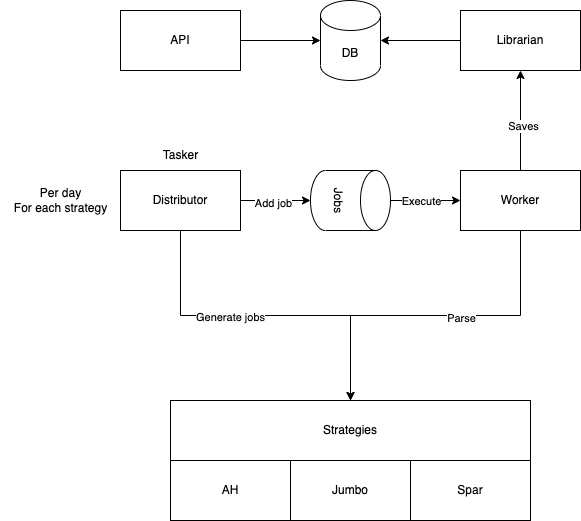 API
DB
Librarian
Saves
Tasker
Per day
For each strategy
Distributor
Add job
Jobs
Execute
Worker
Generate jobs
Parse
Strategies
AH
Jumbo
Spar